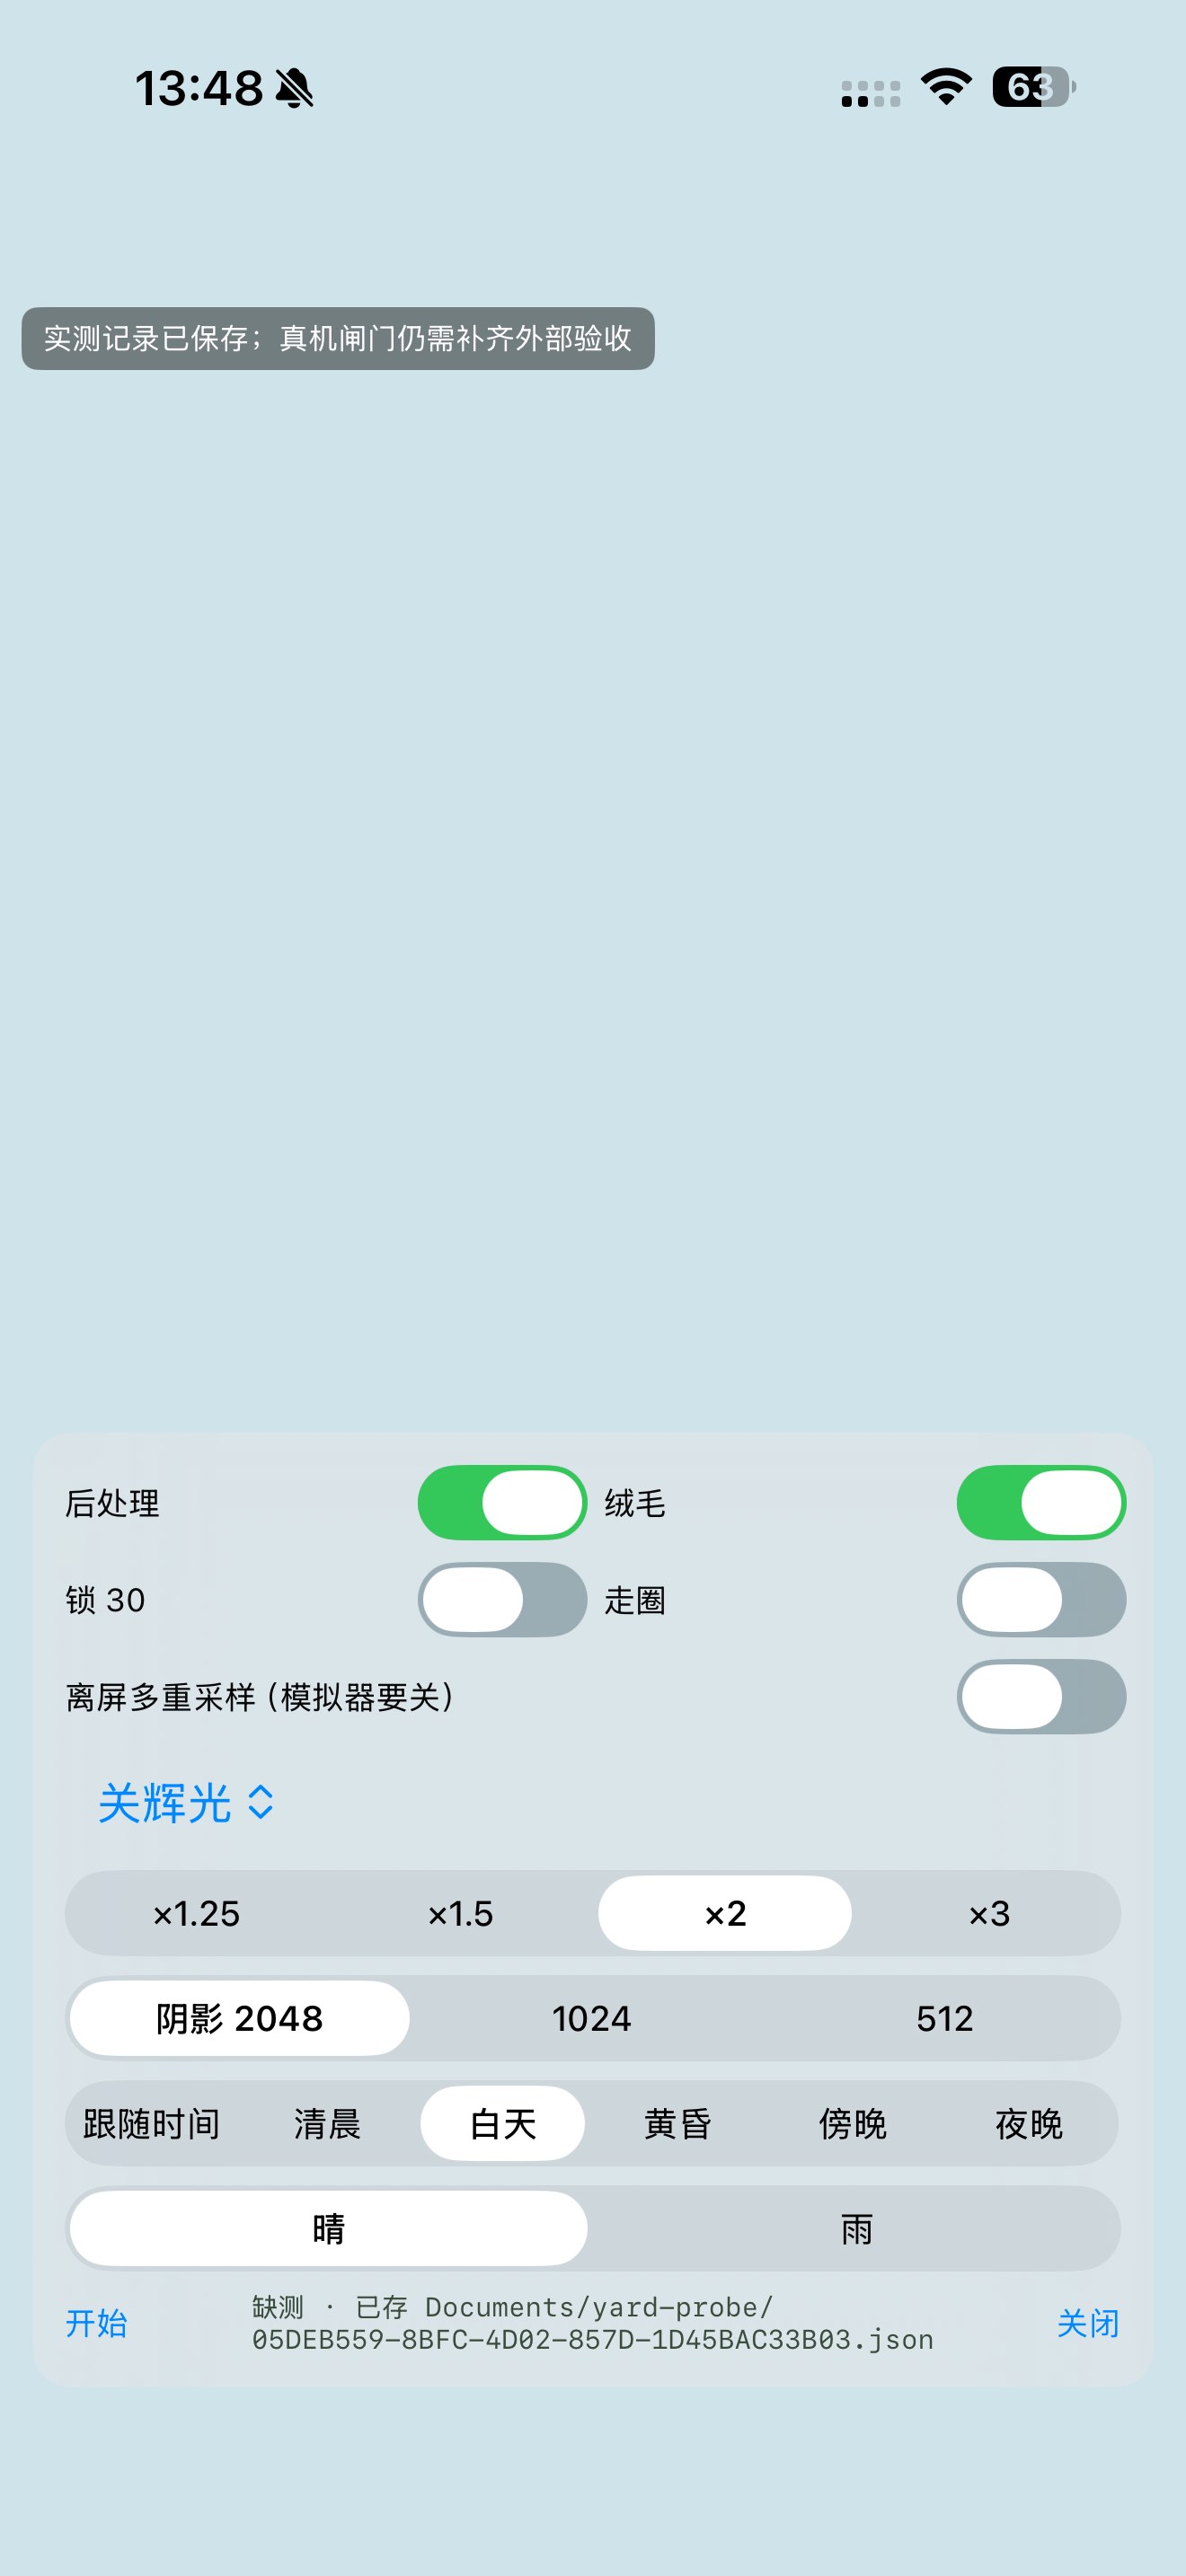 13:48
63
实测记录已保存；真机闸门仍需补齐外部验收
后处理 绒毛
锁 30 走圈
离屏多重采样（模拟器要关）
关辉光
×1.25 ×1.5 ×2 ×3
阴影 2048 1024 512
跟随时间 清晨 白天 黄昏 傍晚 夜晚
晴 雨
开始
缺测 · 已存 Documents/yard-probe/
05DEB559-8BFC-4D02-857D-1D45BAC33B03.json
关闭